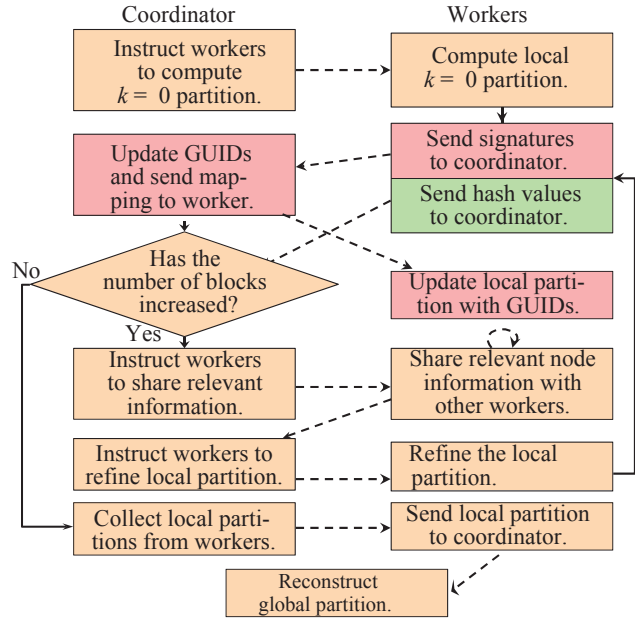 Coordinator
Workers
Instruct workers
to compute
k = 0 partition.
Compute local
k = 0 partition.
Send signatures
to coordinator.
Update GUIDs
and send map-
ping to worker.
Send hash values
to coordinator.
No
Has the
number of blocks
increased?
Update local parti-
tion with GUIDs.
Yes
Instruct workers
to share relevant
information.
Share relevant node
information with
other workers.
Instruct workers to
refine local partition.
Refine the local
partition.
Collect local parti-
tions from workers.
Send local partition
to coordinator.
Reconstruct
global partition.